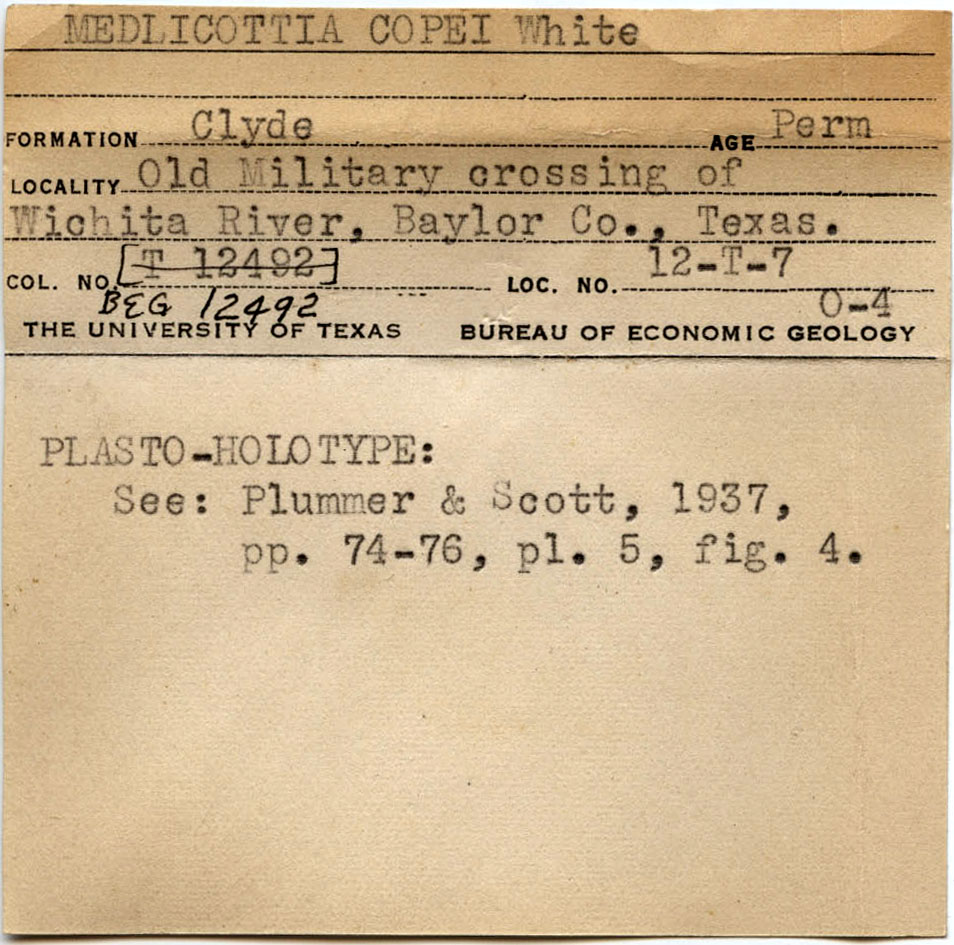 MEDLICOTTIA COPEI White
FORMATION Clyde AGE Perm
LOCALITY Old Military crossing of
Wichita River, Baylor Co., Texas.
COL. NO. [T 12492] LOC. NO. 12-T-7
BEG 12492 O-4
THE UNIVERSITY OF TEXAS BUREAU OF ECONOMIC GEOLOGY
PLASTO-HOLOTYPE:
See: Plummer & Scott, 1937,
pp. 74-76, pl. 5, fig. 4.